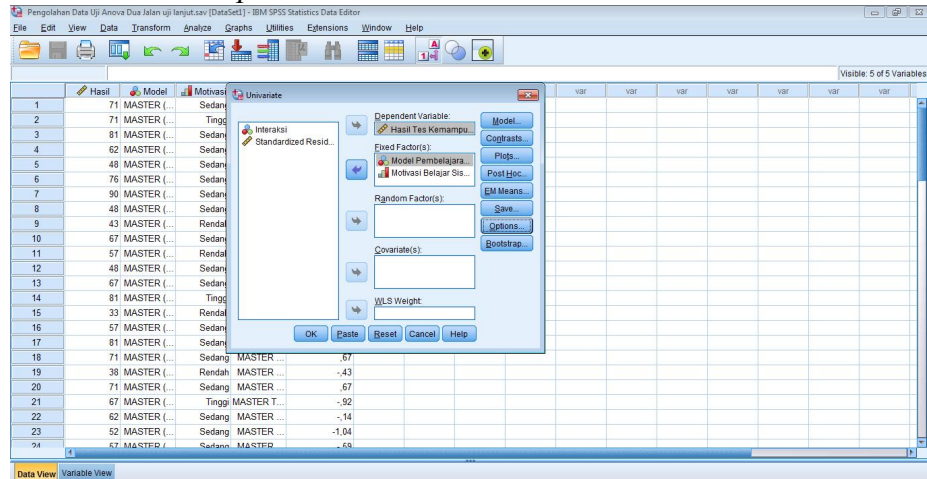 Pengolahan Data Uji Anova Dua Jalan uji lanjut.sav [DataSet1] - IBM SPSS Statistics Data Editor
File Edit View Data Transform Analyze Graphs Utilities Extensions Window Help
Visible: 5 of 5 Variables
Hasil Model Motivasi var var var var var var var
1 71 MASTER (... Sedan
2 71 MASTER (... Tingg
3 81 MASTER (... Sedan
4 62 MASTER (... Sedan
5 48 MASTER (... Sedan
6 76 MASTER (... Sedan
7 90 MASTER (... Sedan
8 48 MASTER (... Sedan
9 43 MASTER (... Rendal
10 67 MASTER (... Sedan
11 57 MASTER (... Rendal
12 48 MASTER (... Sedan
13 67 MASTER (... Sedan
14 81 MASTER (... Tingg
15 33 MASTER (... Rendal
16 57 MASTER (... Sedan
17 81 MASTER (... Sedan
18 71 MASTER (... Sedang MASTER ... ,67
19 38 MASTER (... Rendah MASTER ... -,43
20 71 MASTER (... Sedang MASTER ... ,67
21 67 MASTER (... Tinggi MASTER T... -,92
22 62 MASTER (... Sedang MASTER ... -,14
23 52 MASTER (... Sedang MASTER ... -1,04
24 57 MASTER (... Sedang MASTER ... -,59
Univariate
Interaksi
Standardized Resid...
Dependent Variable:
Hasil Tes Kemampu...
Fixed Factor(s):
Model Pembelajara...
Motivasi Belajar Sis...
Random Factor(s):
Covariate(s):
WLS Weight:
Model...
Contrasts...
Plots...
Post Hoc...
EM Means...
Save...
Options...
Bootstrap...
OK Paste Reset Cancel Help
Data View Variable View